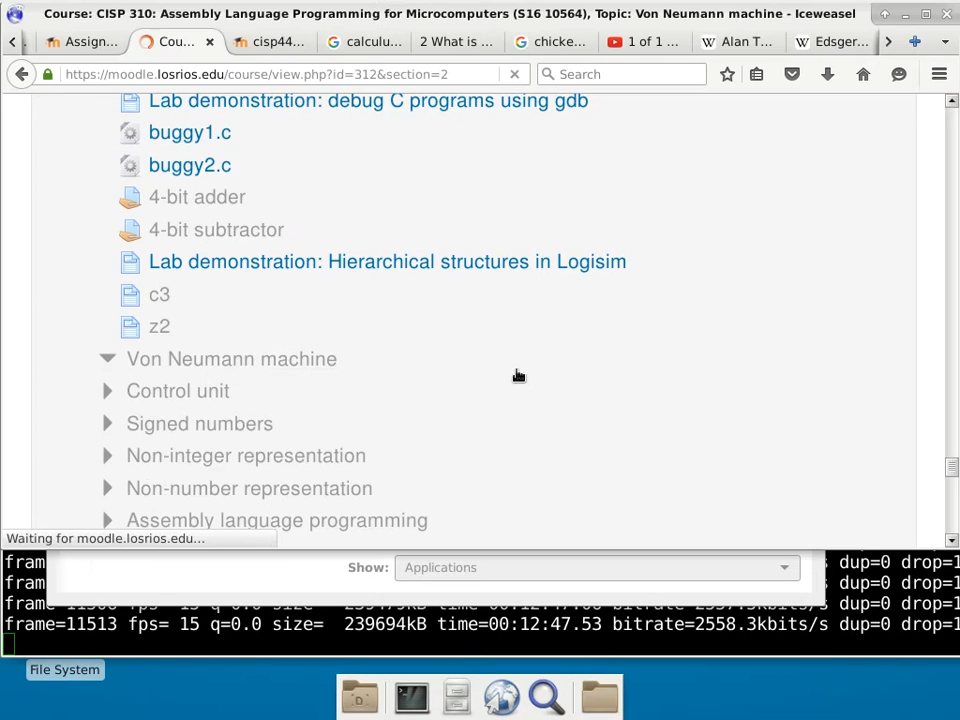 Course: CISP 310: Assembly Language Programming for Microcomputers (S16 10564), Topic: Von Neumann machine - Iceweasel
Assign... Cou... cisp44... calculu... 2 What is ... chicke... 1 of 1 ... Alan T... Edsger...
https://moodle.losrios.edu/course/view.php?id=312&section=2 Search
Lab demonstration: debug C programs using gdb
buggy1.c
buggy2.c
4-bit adder
4-bit subtractor
Lab demonstration: Hierarchical structures in Logisim
c3
z2
Von Neumann machine
Control unit
Signed numbers
Non-integer representation
Non-number representation
Assembly language programming
Waiting for moodle.losrios.edu...
fram dup=0 drop=1
Show: Applications
fram dup=0 drop=1
frame=11513 fps= 15 q=0.0 size= 239694kB time=00:12:47.53 bitrate=2558.3kbits/s dup=0 drop=1
File System